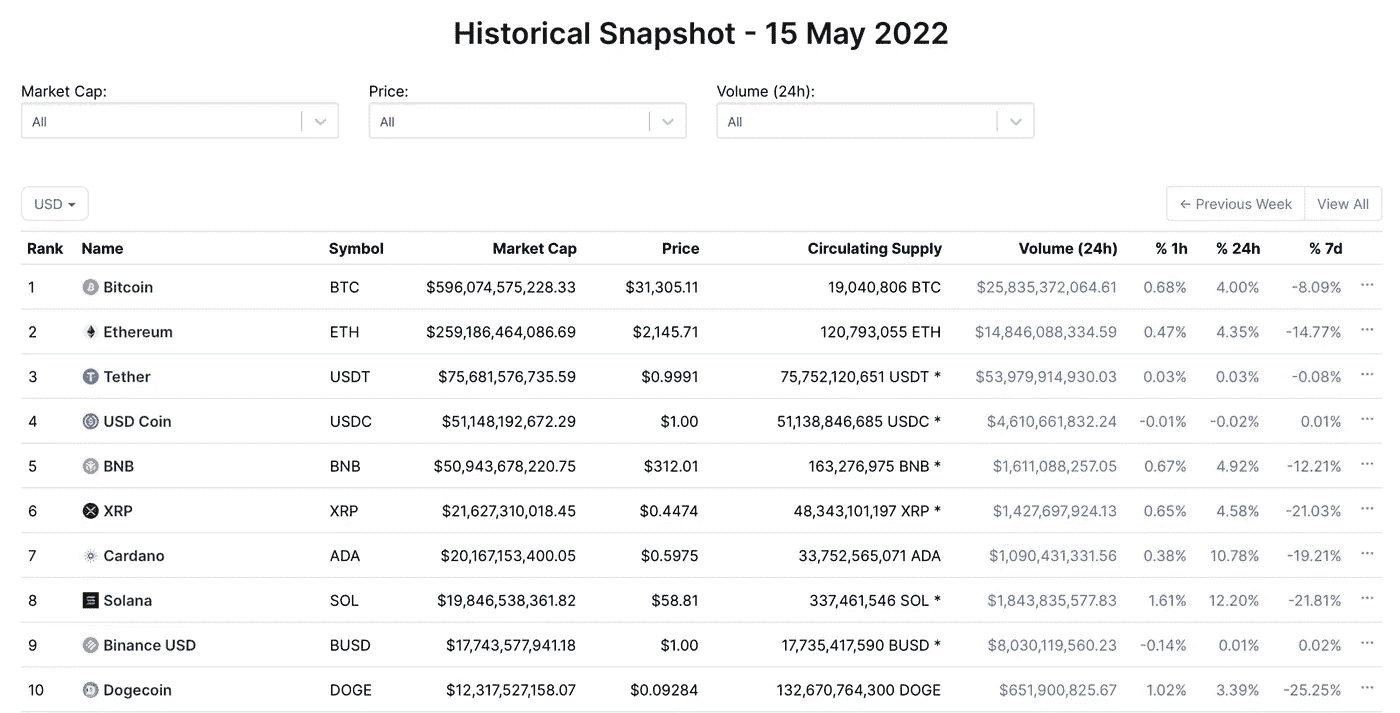 Historical Snapshot - 15 May 2022
Market Cap: Price: Volume (24h):
All All All
USD ← Previous Week View All
Rank Name Symbol Market Cap Price Circulating Supply Volume (24h) % 1h % 24h % 7d
1 Bitcoin BTC $596,074,575,228.33 $31,305.11 19,040,806 BTC $25,835,372,064.61 0.68% 4.00% -8.09% ...
2 Ethereum ETH $259,186,464,086.69 $2,145.71 120,793,055 ETH $14,846,088,334.59 0.47% 4.35% -14.77% ...
3 Tether USDT $75,681,576,735.59 $0.9991 75,752,120,651 USDT * $53,979,914,930.03 0.03% 0.03% -0.08% ...
4 USD Coin USDC $51,148,192,672.29 $1.00 51,138,846,685 USDC * $4,610,661,832.24 -0.01% -0.02% 0.01% ...
5 BNB BNB $50,943,678,220.75 $312.01 163,276,975 BNB * $1,611,088,257.05 0.67% 4.92% -12.21% ...
6 XRP XRP $21,627,310,018.45 $0.4474 48,343,101,197 XRP * $1,427,697,924.13 0.65% 4.58% -21.03% ...
7 Cardano ADA $20,167,153,400.05 $0.5975 33,752,565,071 ADA $1,090,431,331.56 0.38% 10.78% -19.21% ...
8 Solana SOL $19,846,538,361.82 $58.81 337,461,546 SOL * $1,843,835,577.83 1.61% 12.20% -21.81% ...
9 Binance USD BUSD $17,743,577,941.18 $1.00 17,735,417,590 BUSD * $8,030,119,560.23 -0.14% 0.01% 0.02% ...
10 Dogecoin DOGE $12,317,527,158.07 $0.09284 132,670,764,300 DOGE $651,900,825.67 1.02% 3.39% -25.25% ...